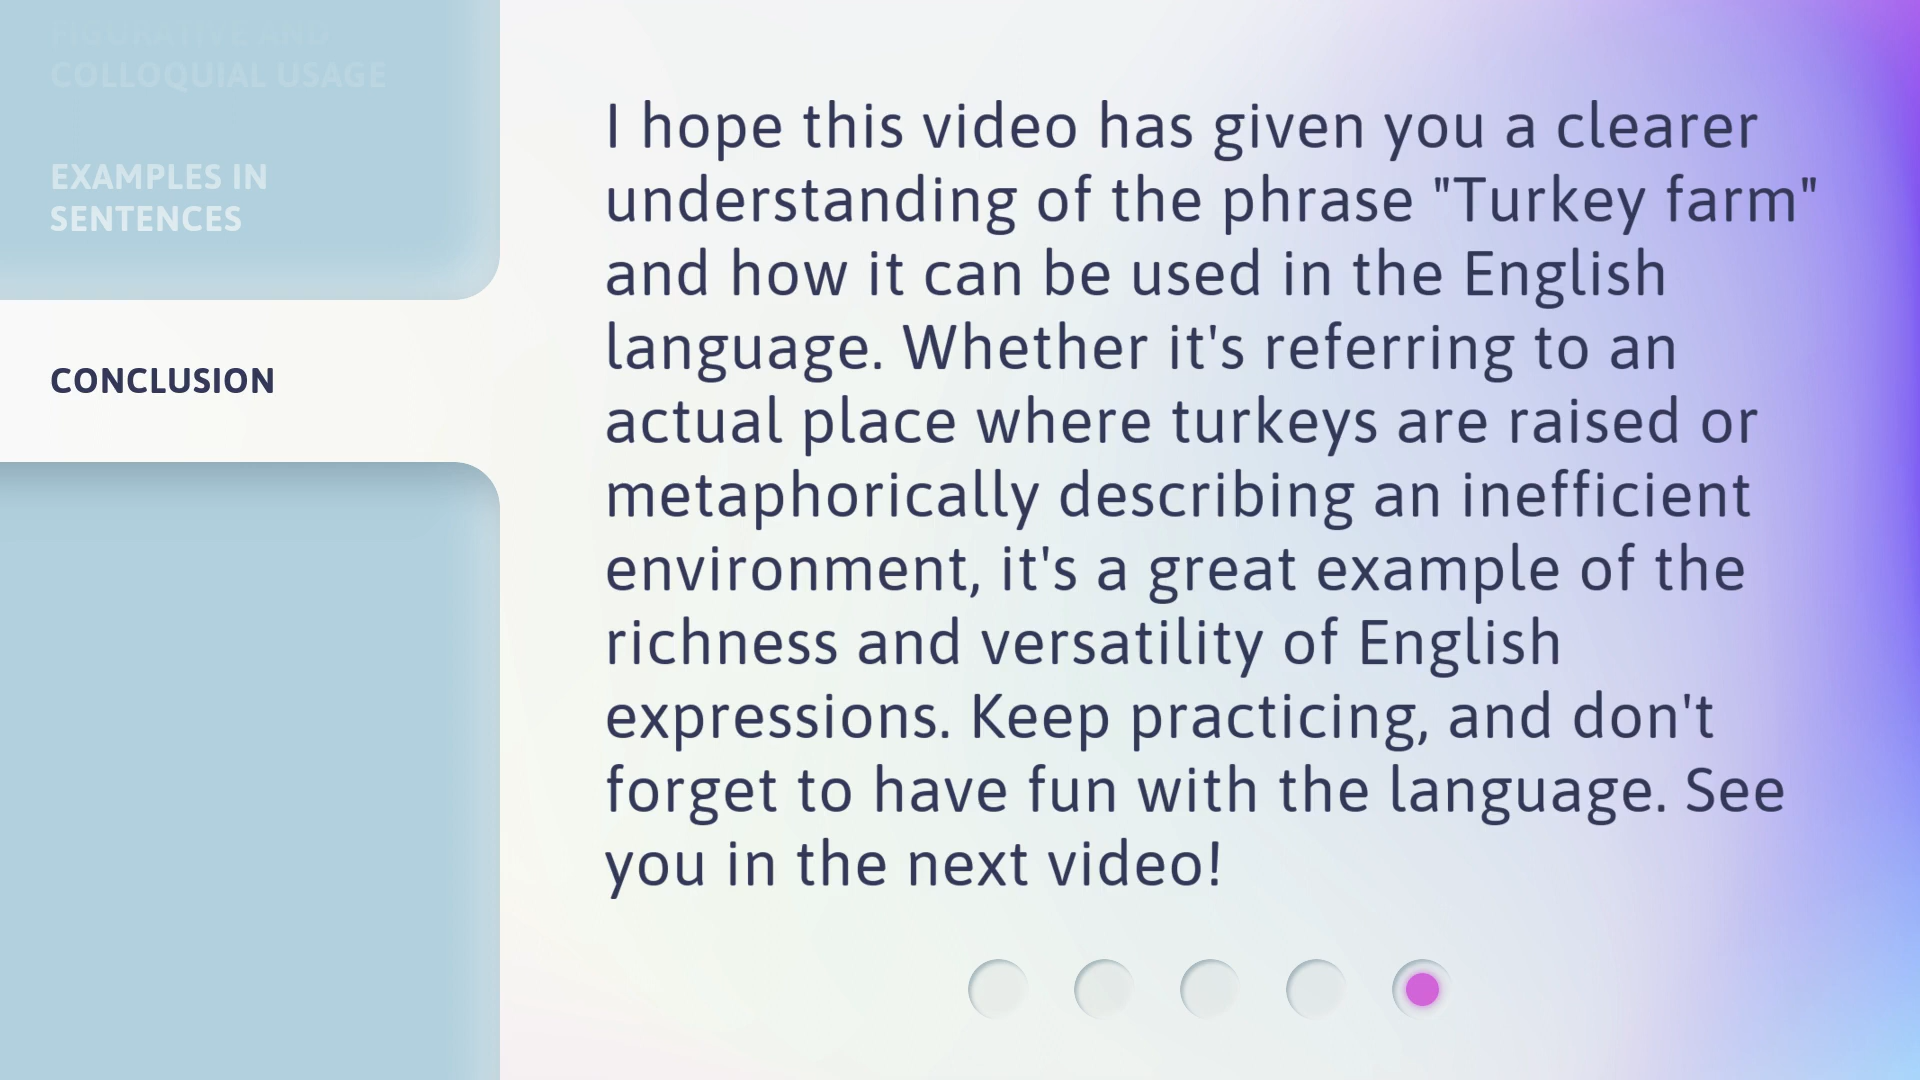 FIGURATIVE AND
COLLOQUIAL USAGE
EXAMPLES IN
SENTENCES
CONCLUSION
I hope this video has given you a clearer
understanding of the phrase "Turkey farm"
and how it can be used in the English
language. Whether it's referring to an
actual place where turkeys are raised or
metaphorically describing an inefficient
environment, it's a great example of the
richness and versatility of English
expressions. Keep practicing, and don't
forget to have fun with the language. See
you in the next video!